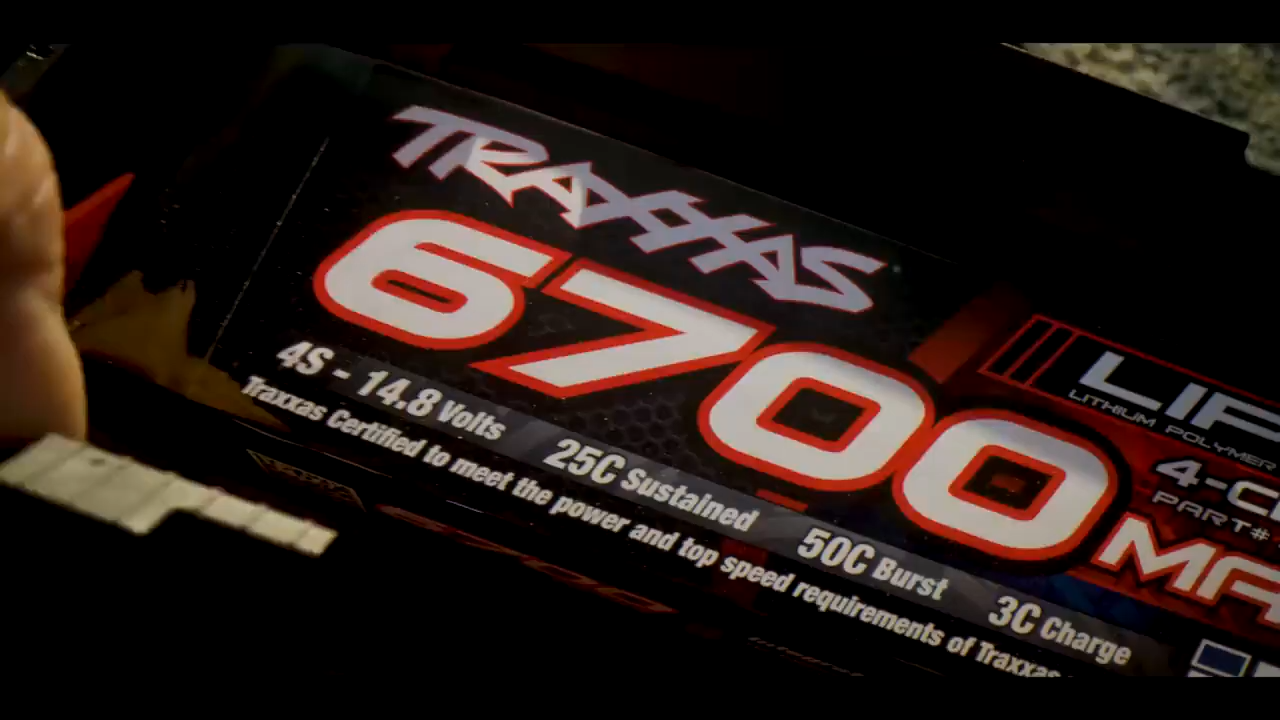 TRAXXAS
6700
4S - 14.8 Volts 25C Sustained 50C Burst 3C Charge
Traxxas Certified to meet the power and top speed requirements of Traxxas
LITHIUM POLYMER
PART#